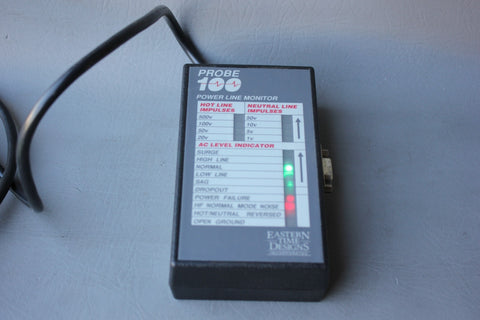 PROBE
100
POWER LINE MONITOR
HOT LINE IMPULSES NEUTRAL LINE IMPULSES
500v 50v
100v 10v
50v 5v
20v 1v
AC LEVEL INDICATOR
SURGE
HIGH LINE
NORMAL
LOW LINE
SAG
DROPOUT
POWER FAILURE
HF NORMAL MODE NOISE
HOT/NEUTRAL REVERSED
OPEN GROUND
EASTERN
TIME
DESIGNS
INCORPORATED